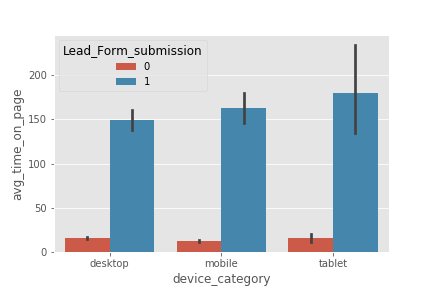 Lead_Form_submission
0
1
avg_time_on_page
200
150
100
50
0
desktop mobile tablet
device_category